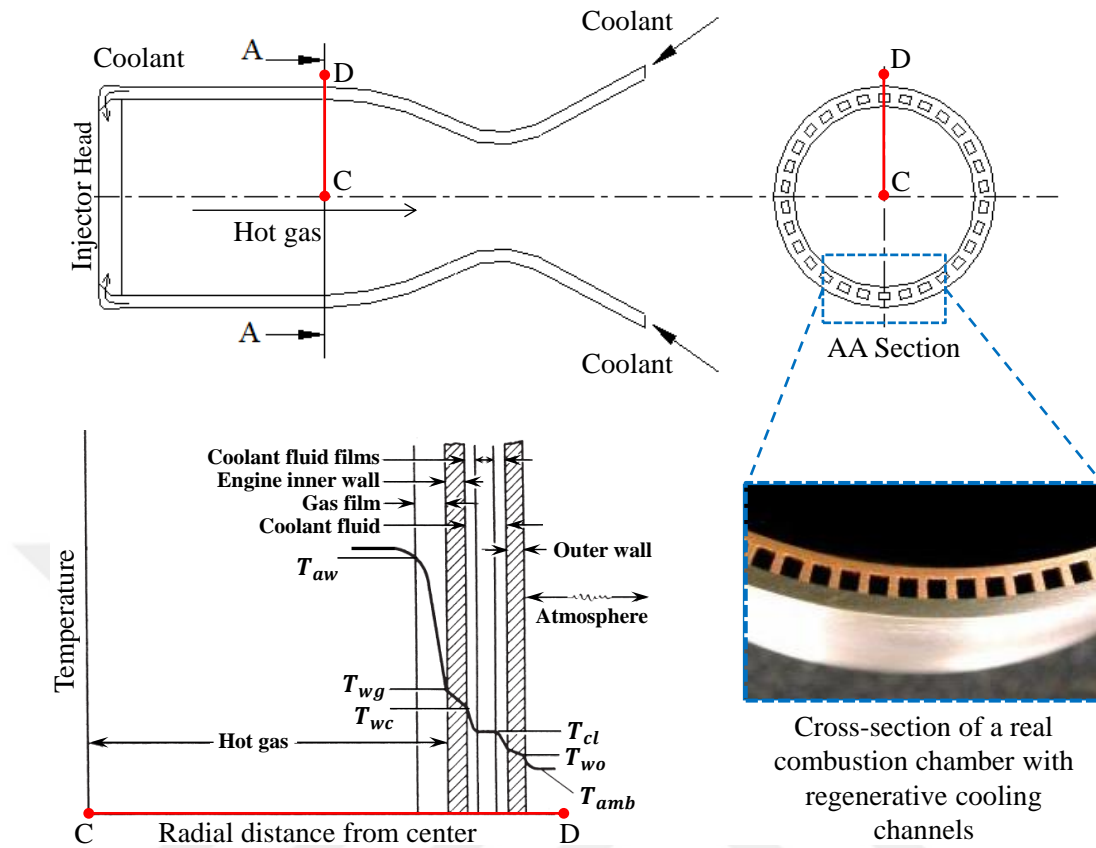 Coolant
A
D
Coolant
Injector Head
C
Hot gas
A
Coolant
D
C
AA Section
Temperature
Coolant fluid films
Engine inner wall
Gas film
Coolant fluid
Outer wall
Atmosphere
T_aw
T_wg
T_wc
T_cl
T_wo
T_amb
Hot gas
C
Radial distance from center
D
Cross-section of a real
combustion chamber with
regenerative cooling
channels